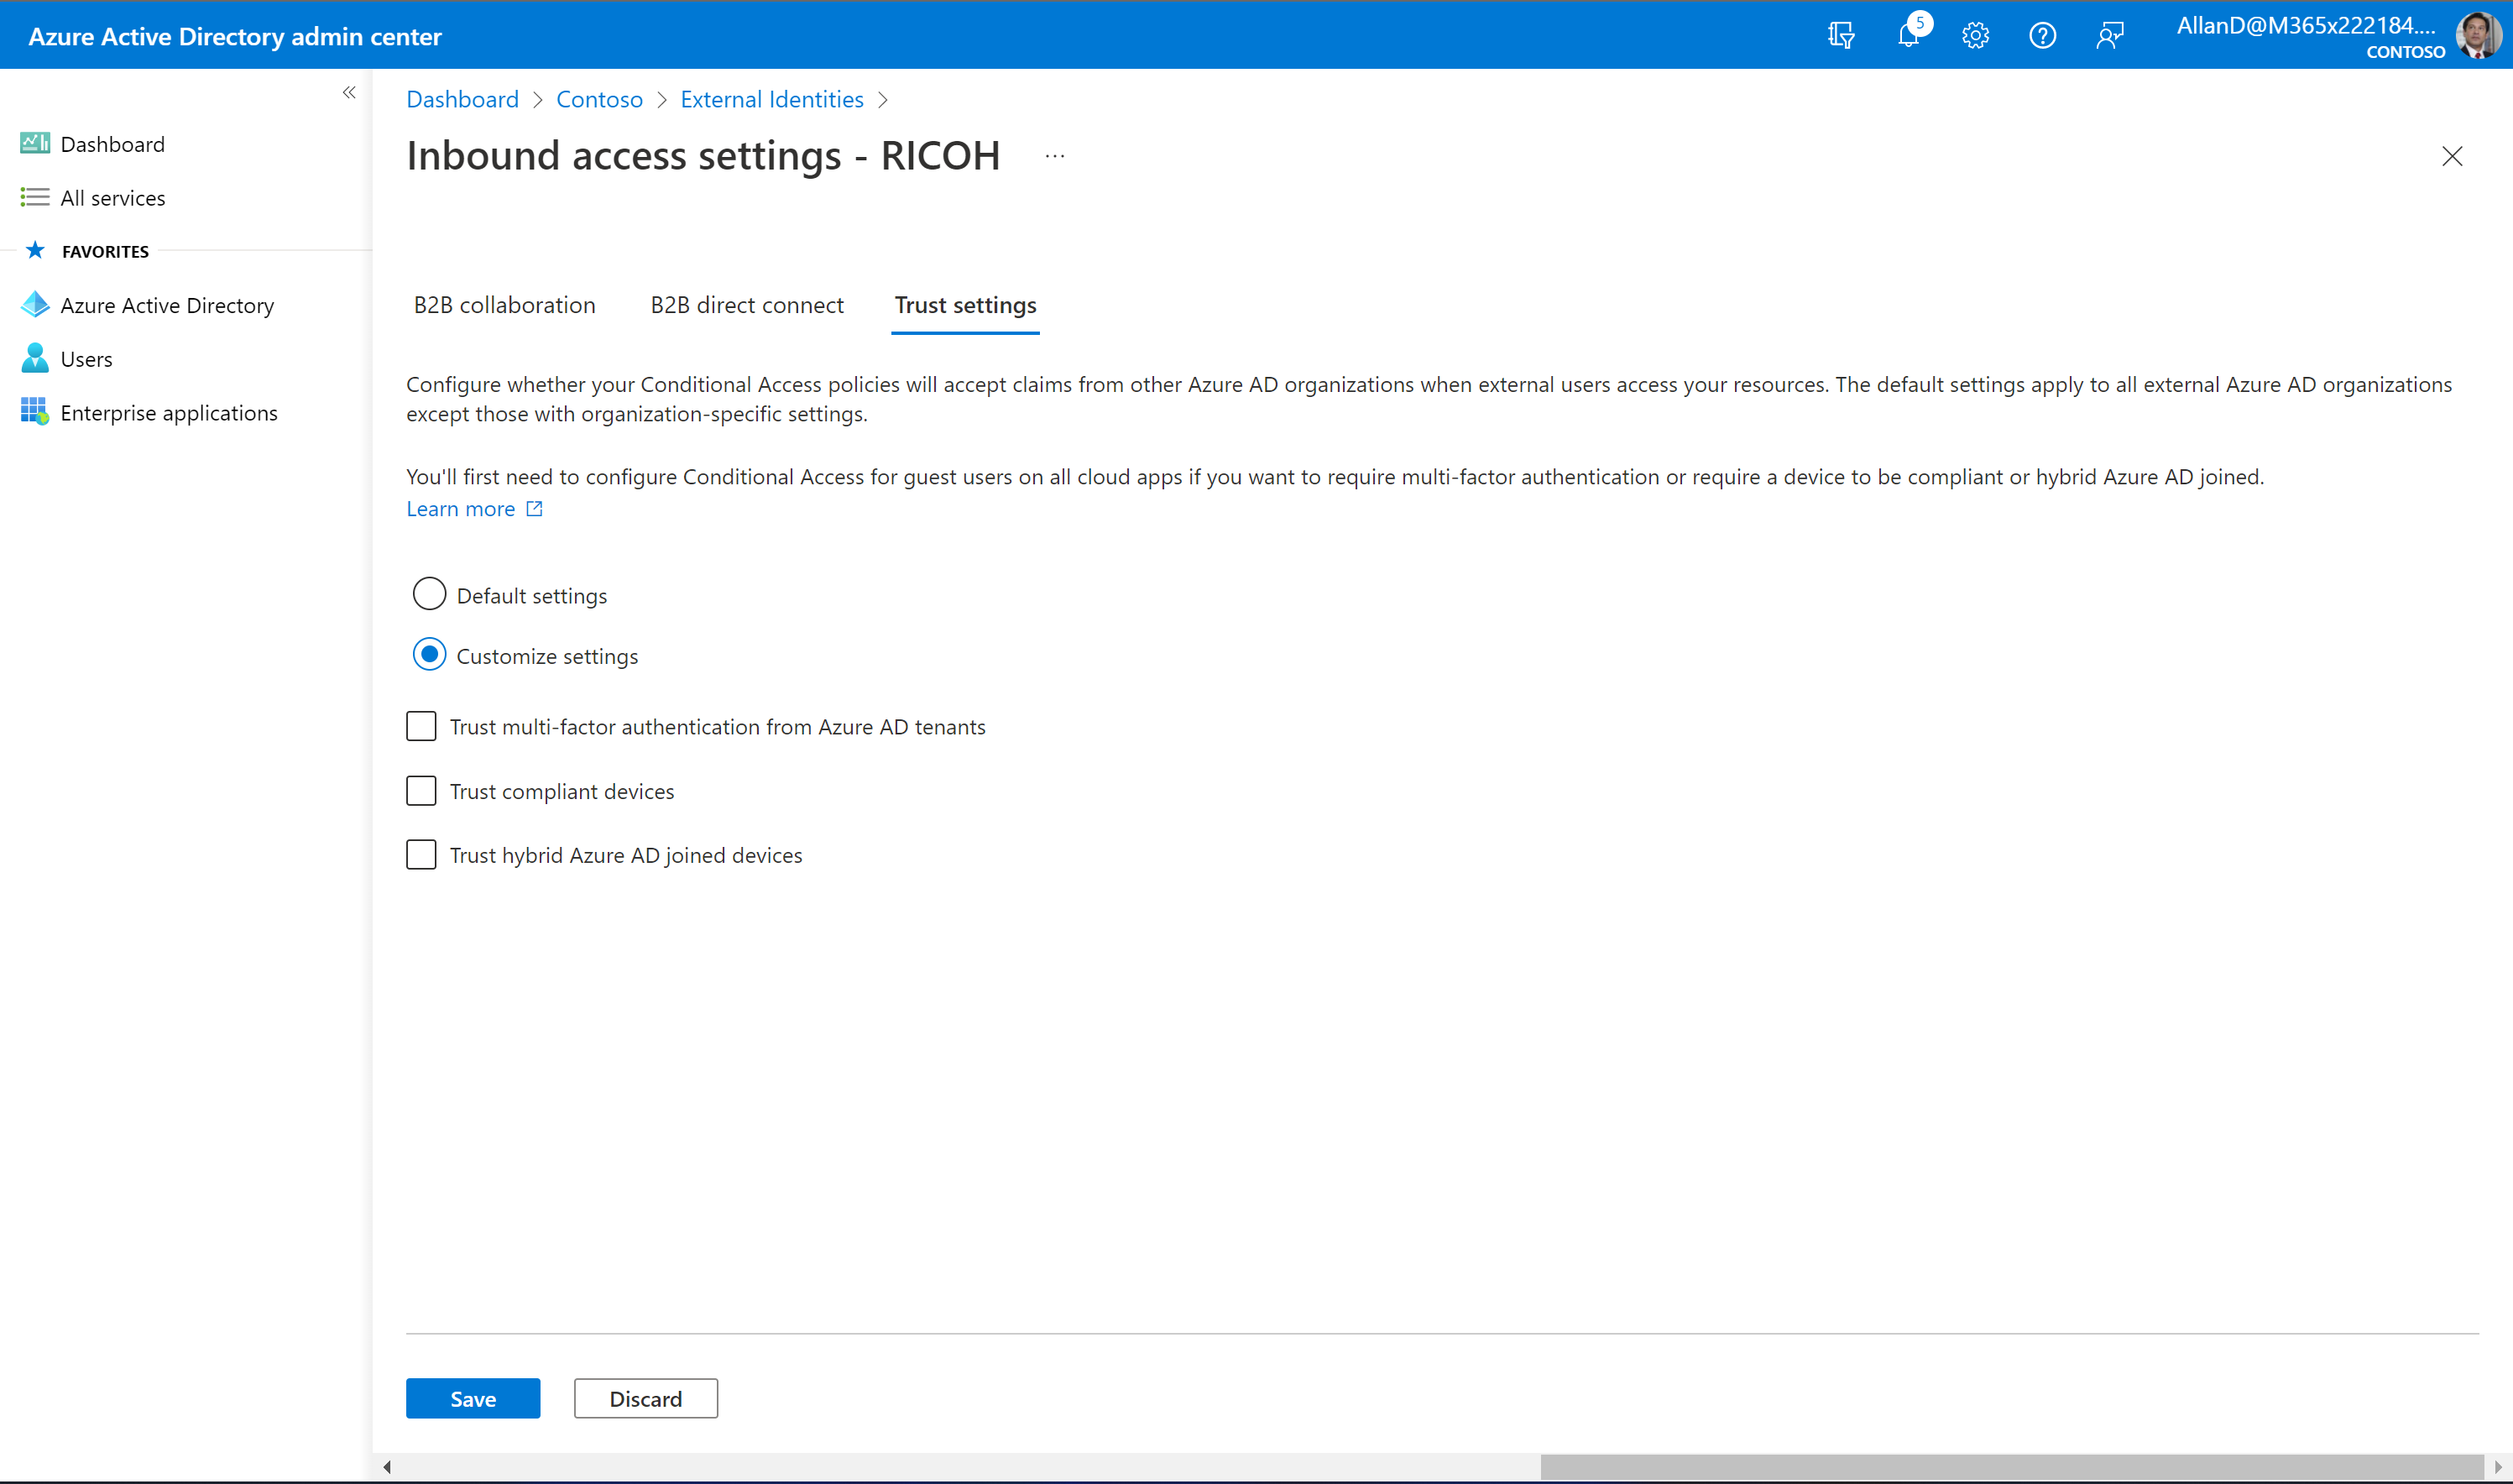 Azure Active Directory admin center
5
AllanD@M365x222184....
CONTOSO
Dashboard
All services
FAVORITES
Azure Active Directory
Users
Enterprise applications
Dashboard > Contoso > External Identities >
Inbound access settings - RICOH ...
B2B collaboration B2B direct connect Trust settings
Configure whether your Conditional Access policies will accept claims from other Azure AD organizations when external users access your resources. The default settings apply to all external Azure AD organizations
except those with organization-specific settings.
You'll first need to configure Conditional Access for guest users on all cloud apps if you want to require multi-factor authentication or require a device to be compliant or hybrid Azure AD joined.
Learn more
Default settings
Customize settings
Trust multi-factor authentication from Azure AD tenants
Trust compliant devices
Trust hybrid Azure AD joined devices
Save Discard